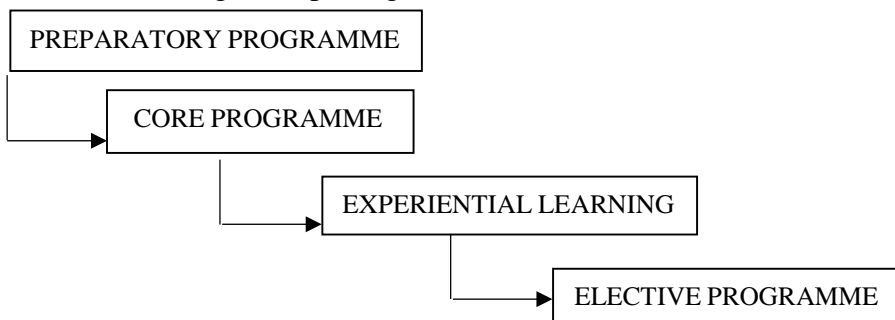 PREPARATORY PROGRAMME
CORE PROGRAMME
EXPERIENTIAL LEARNING
ELECTIVE PROGRAMME